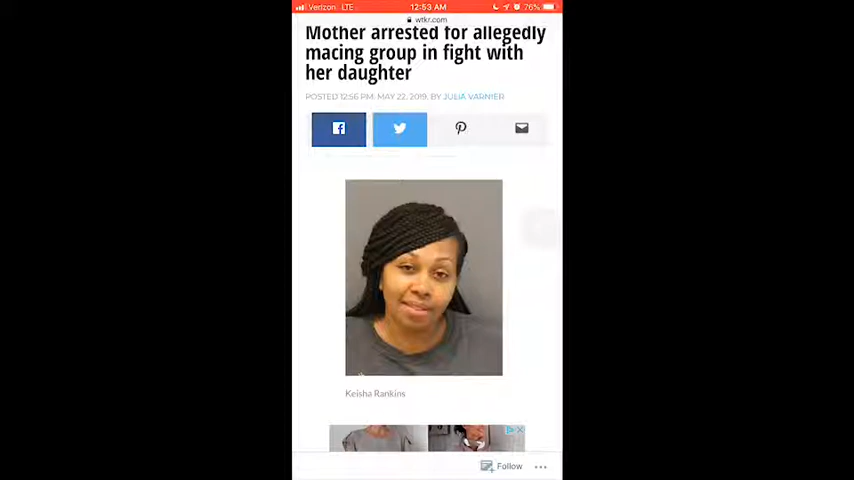 Verizon LTE 12:53 AM 76%
wtkr.com
Mother arrested for allegedly
macing group in fight with
her daughter
POSTED 12:56 PM, MAY 22, 2019, BY JULIA VARNIER
Keisha Rankins
Follow